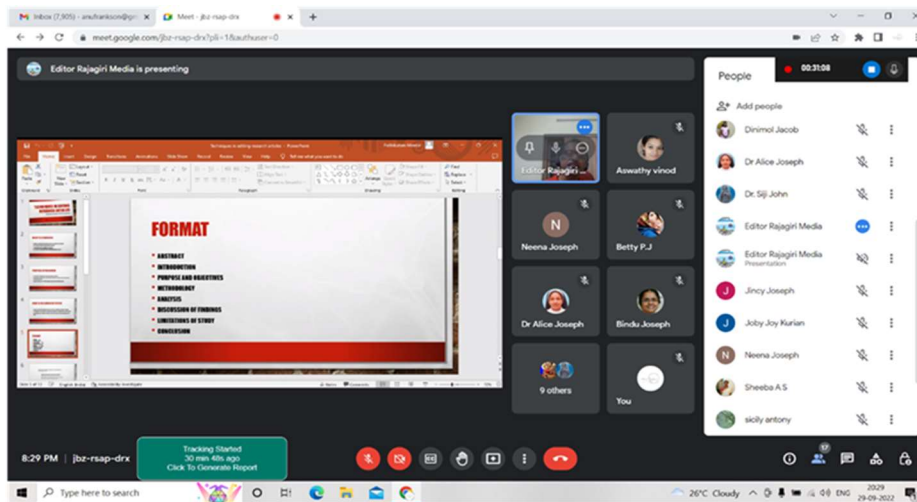 Inbox (7,905) - anufrankson@gm
Meet - jbz-rsap-drx
meet.google.com/jbz-rsap-drx?pli=1&authuser=0
Editor Rajagiri Media is presenting
People
00:31:08
Add people
Dinimol Jacob
Dr Alice Joseph
Dr. Siji John
Editor Rajagiri Media
Editor Rajagiri Media
Presentation
Jincy Joseph
Joby Joy Kurian
Neena Joseph
Sheeba A S
sicily antony
FORMAT
ABSTRACT
INTRODUCTION
PURPOSE AND OBJECTIVES
METHODOLOGY
ANALYSIS
DISCUSSION OF FINDINGS
LIMITATIONS OF STUDY
CONCLUSION
Editor Rajagiri ...
Aswathy vinod
N
Neena Joseph
Betty P.J
Dr Alice Joseph
Bindu Joseph
9 others
You
8:29 PM | jbz-rsap-drx
Tracking Started
30 min 48s ago
Click To Generate Report
17
Type here to search
26°C Cloudy
ENG
20:29
29-09-2022